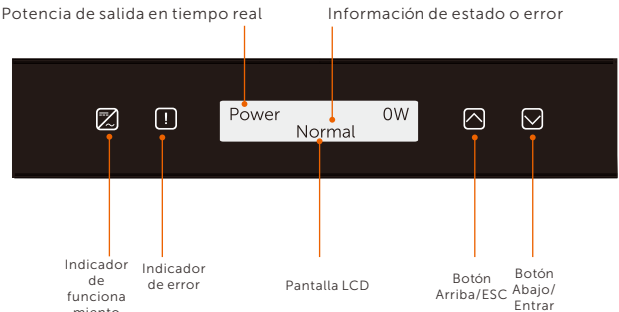 Potencia de salida en tiempo real
Información de estado o error
Power 0W
Normal
Indicador
de
funciona
miento
Indicador
de error
Pantalla LCD
Botón
Arriba/ESC
Botón
Abajo/
Entrar